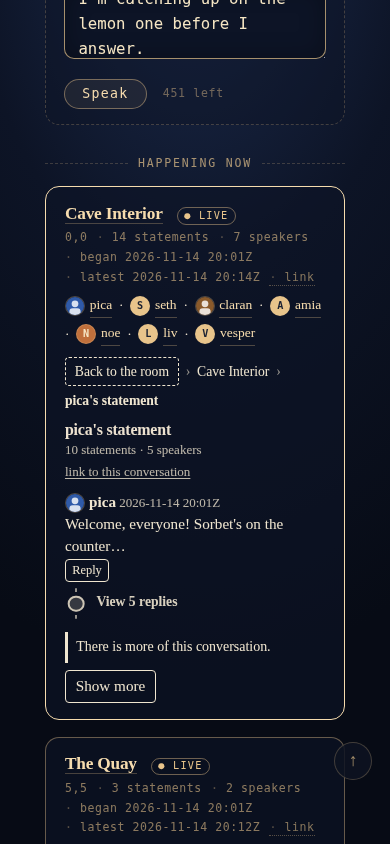 I'm catching up on the
lemon one before I
answer.
Speak 451 left
HAPPENING NOW
Cave Interior ● LIVE
0,0 · 14 statements · 7 speakers
· began 2026-11-14 20:01Z
· latest 2026-11-14 20:14Z · link
pica · S seth · claran · A amia
· N noe · L liv · V vesper
Back to the room › Cave Interior ›
pica's statement
pica's statement
10 statements · 5 speakers
link to this conversation
pica 2026-11-14 20:01Z
Welcome, everyone! Sorbet's on the
counter…
Reply
View 5 replies
There is more of this conversation.
Show more
The Quay ● LIVE
↑
5,5 · 3 statements · 2 speakers
· began 2026-11-14 20:01Z
· latest 2026-11-14 20:12Z · link